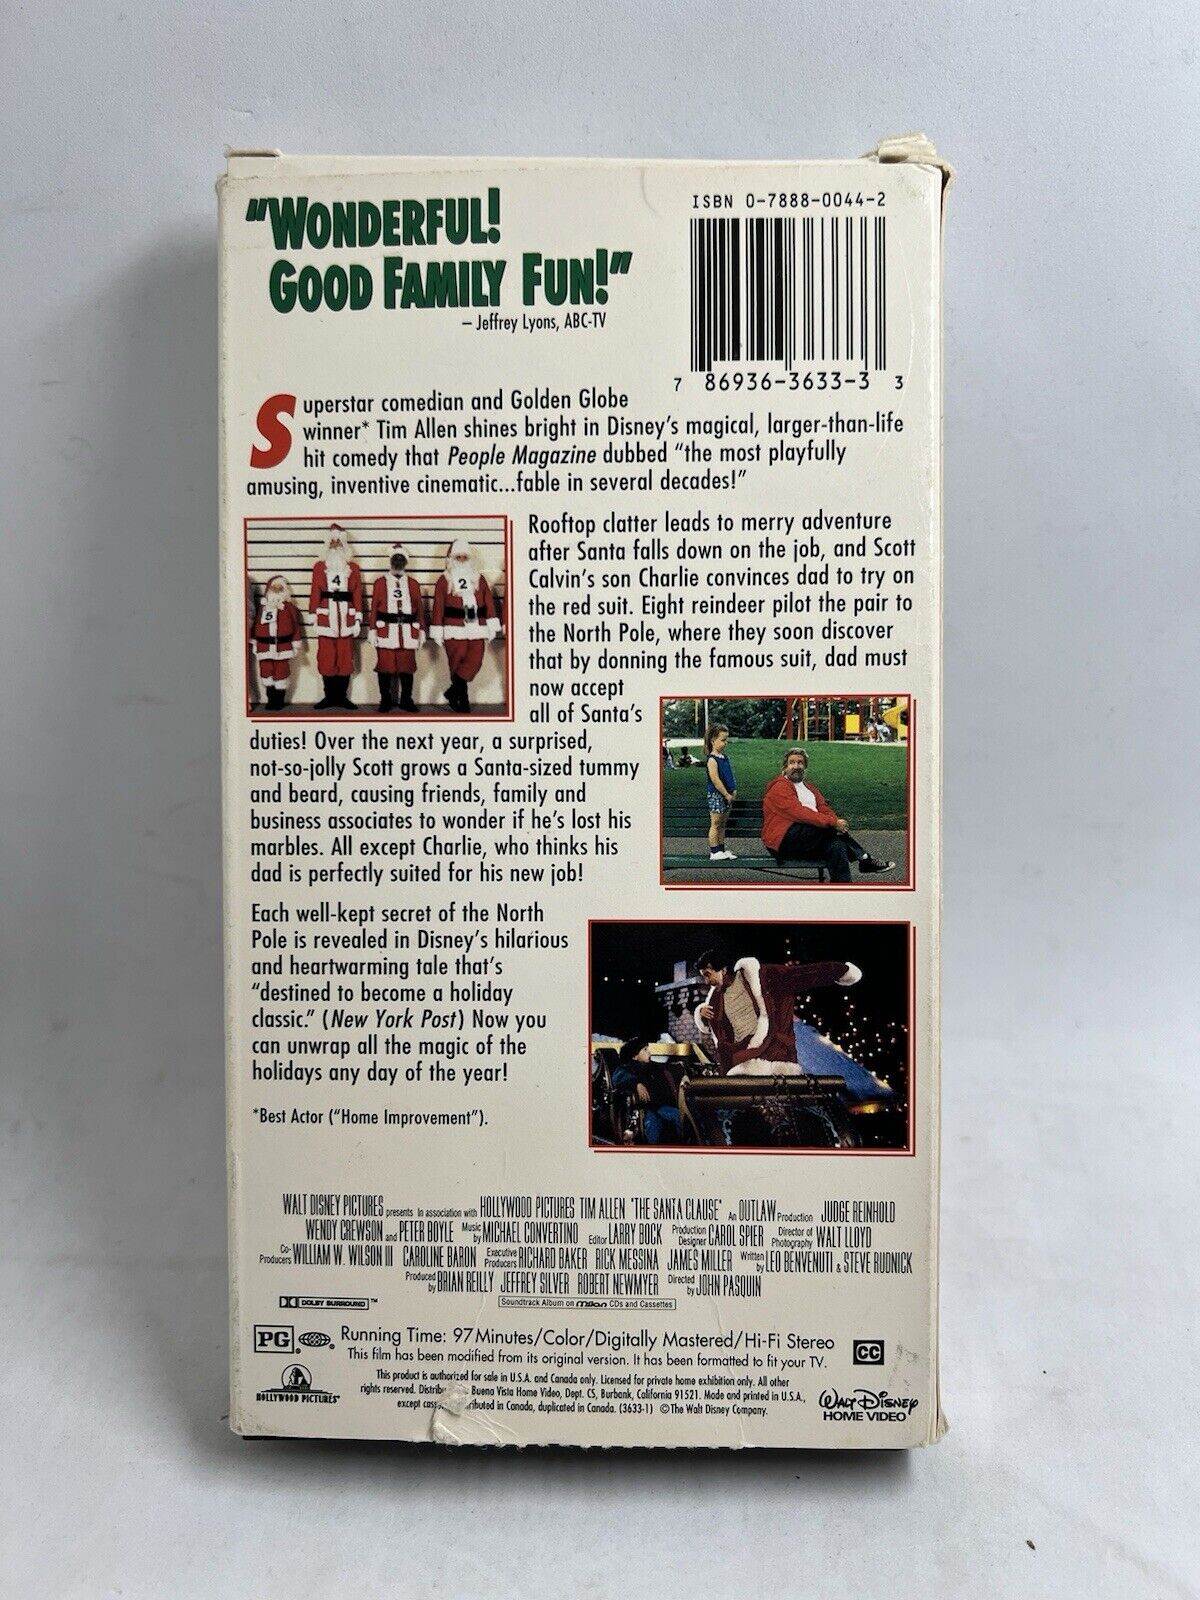 "WONDERFUL!
GOOD FAMILY FUN!"
– Jeffrey Lyons, ABC-TV
ISBN 0-7888-0044-2
7 86936-3633-3 3
Superstar comedian and Golden Globe
winner* Tim Allen shines bright in Disney's magical, larger-than-life
hit comedy that People Magazine dubbed "the most playfully
amusing, inventive cinematic...fable in several decades!"
5
4
3
2
Rooftop clatter leads to merry adventure
after Santa falls down on the job, and Scott
Calvin's son Charlie convinces dad to try on
the red suit. Eight reindeer pilot the pair to
the North Pole, where they soon discover
that by donning the famous suit, dad must
now accept
all of Santa's
duties! Over the next year, a surprised,
not-so-jolly Scott grows a Santa-sized tummy
and beard, causing friends, family and
business associates to wonder if he's lost his
marbles. All except Charlie, who thinks his
dad is perfectly suited for his new job!
Each well-kept secret of the North
Pole is revealed in Disney's hilarious
and heartwarming tale that's
"destined to become a holiday
classic." (New York Post) Now you
can unwrap all the magic of the
holidays any day of the year!
*Best Actor ("Home Improvement").
WALT DISNEY PICTURES presents In association with HOLLYWOOD PICTURES TIM ALLEN "THE SANTA CLAUSE" An OUTLAW Production JUDGE REINHOLD
WENDY CREWSON and PETER BOYLE Music by MICHAEL CONVERTINO Editor LARRY BOCK Production Designer CAROL SPIER Director of Photography WALT LLOYD
Co-Producers WILLIAM W. WILSON III CAROLINE BARON Executive Producers RICHARD BAKER RICK MESSINA JAMES MILLER Written by LEO BENVENUTI & STEVE RUDNICK
Produced by BRIAN REILLY JEFFREY SILVER ROBERT NEWMYER Directed by JOHN PASQUIN
DOLBY SURROUND™
Soundtrack Album on milan CDs and Cassettes
PG ® Running Time: 97 Minutes/Color/Digitally Mastered/Hi-Fi Stereo
This film has been modified from its original version. It has been formatted to fit your TV.
CC
This product is authorized for sale in U.S.A. and Canada only. Licensed for private home exhibition only. All other
rights reserved. Distribu Buena Vista Home Video, Dept. CS, Burbank, California 91521. Made and printed in U.S.A.,
except cass ributed in Canada, duplicated in Canada. (3633-1) ©The Walt Disney Company.
HOLLYWOOD PICTURES®
WALT DISNEY
HOME VIDEO